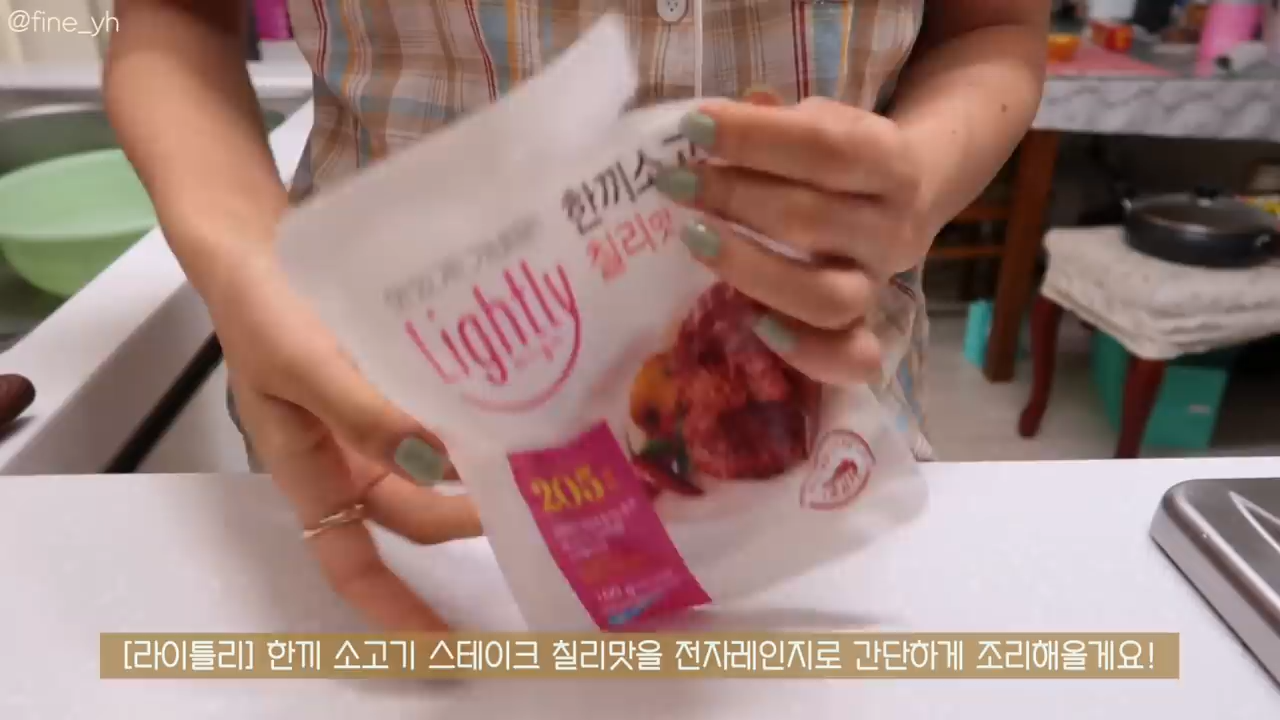 @fine_yh
한끼소고
칠리맛
Lightly
205
100 g
[라이틀리] 한끼 소고기 스테이크 칠리맛을 전자레인지로 간단하게 조리해올게요!